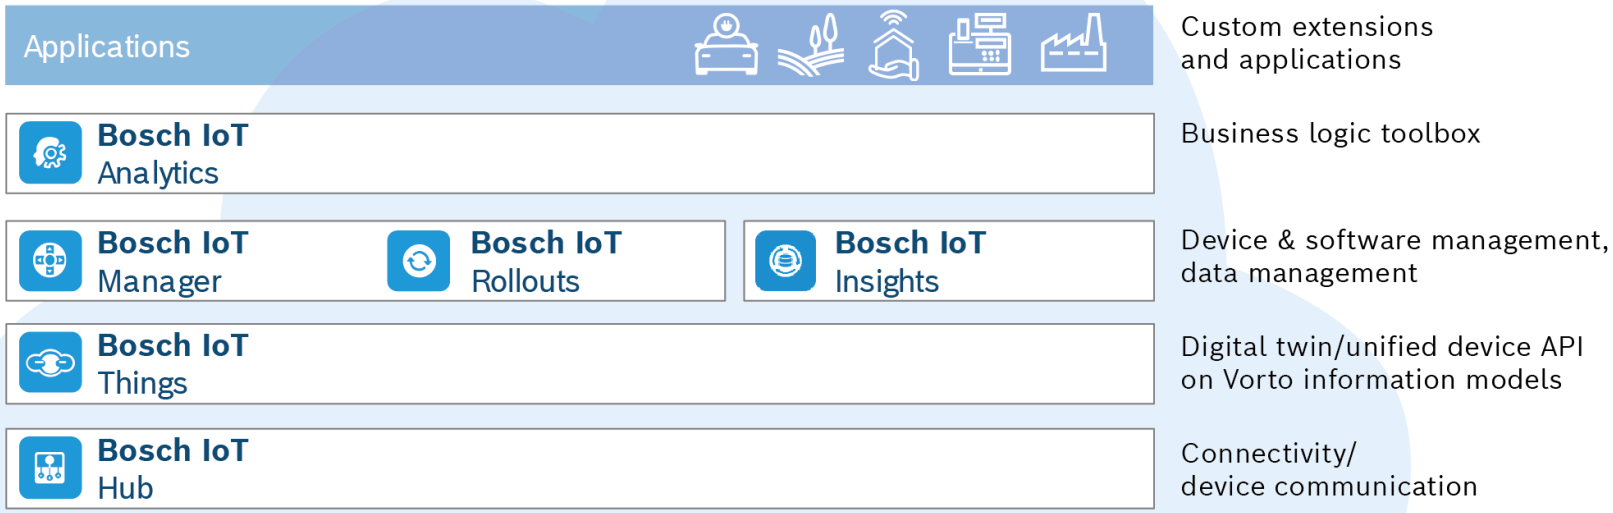 Applications
Custom extensions
and applications
Bosch IoT
Analytics
Business logic toolbox
Bosch IoT
Manager
Bosch IoT
Rollouts
Bosch IoT
Insights
Device & software management,
data management
Bosch IoT
Things
Digital twin/unified device API
on Vorto information models
Bosch IoT
Hub
Connectivity/
device communication